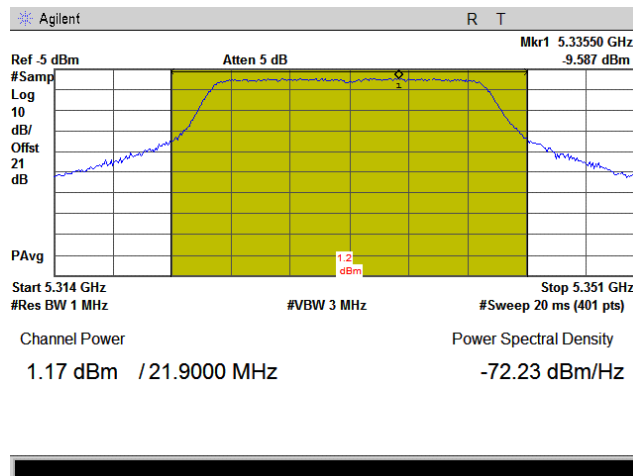 Agilent R T
Mkr1 5.33550 GHz
Ref -5 dBm Atten 5 dB -9.587 dBm
#Samp
Log
10
dB/
Offst
21
dB
1
PAvg
1.2
dBm
Start 5.314 GHz Stop 5.351 GHz
#Res BW 1 MHz #VBW 3 MHz #Sweep 20 ms (401 pts)
Channel Power Power Spectral Density
1.17 dBm / 21.9000 MHz -72.23 dBm/Hz